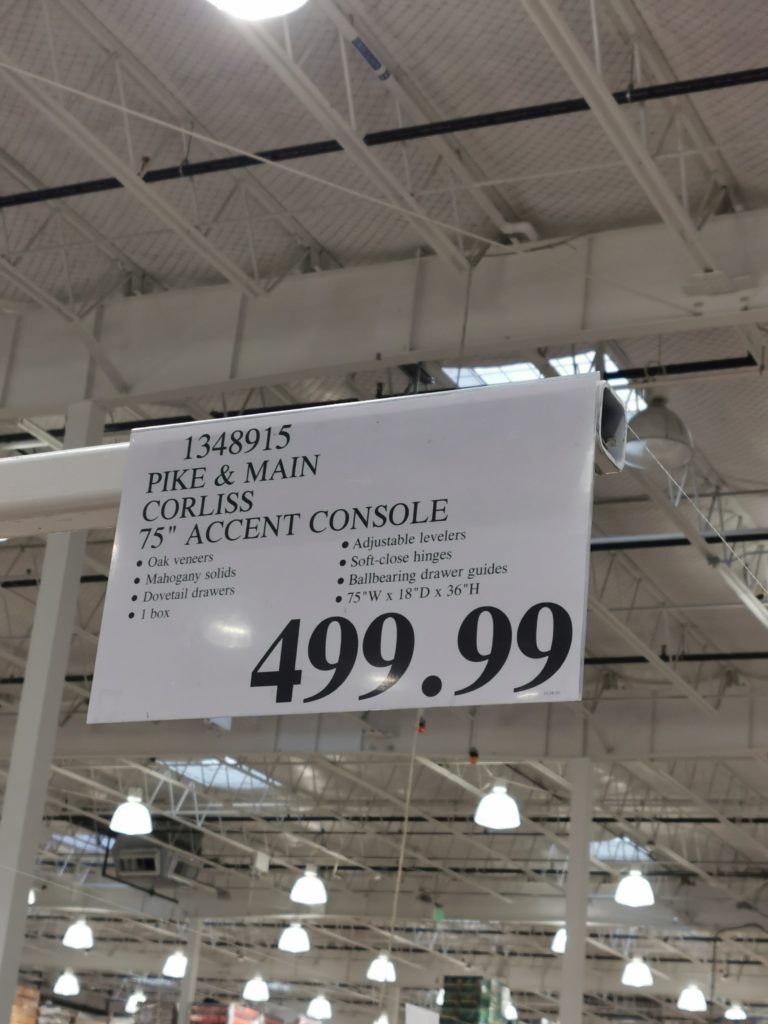 1348915
PIKE & MAIN
CORLISS
75" ACCENT CONSOLE
• Oak veneers
• Mahogany solids
• Dovetail drawers
• 1 box
• Adjustable levelers
• Soft-close hinges
• Ballbearing drawer guides
• 75"W x 18"D x 36"H
499.99